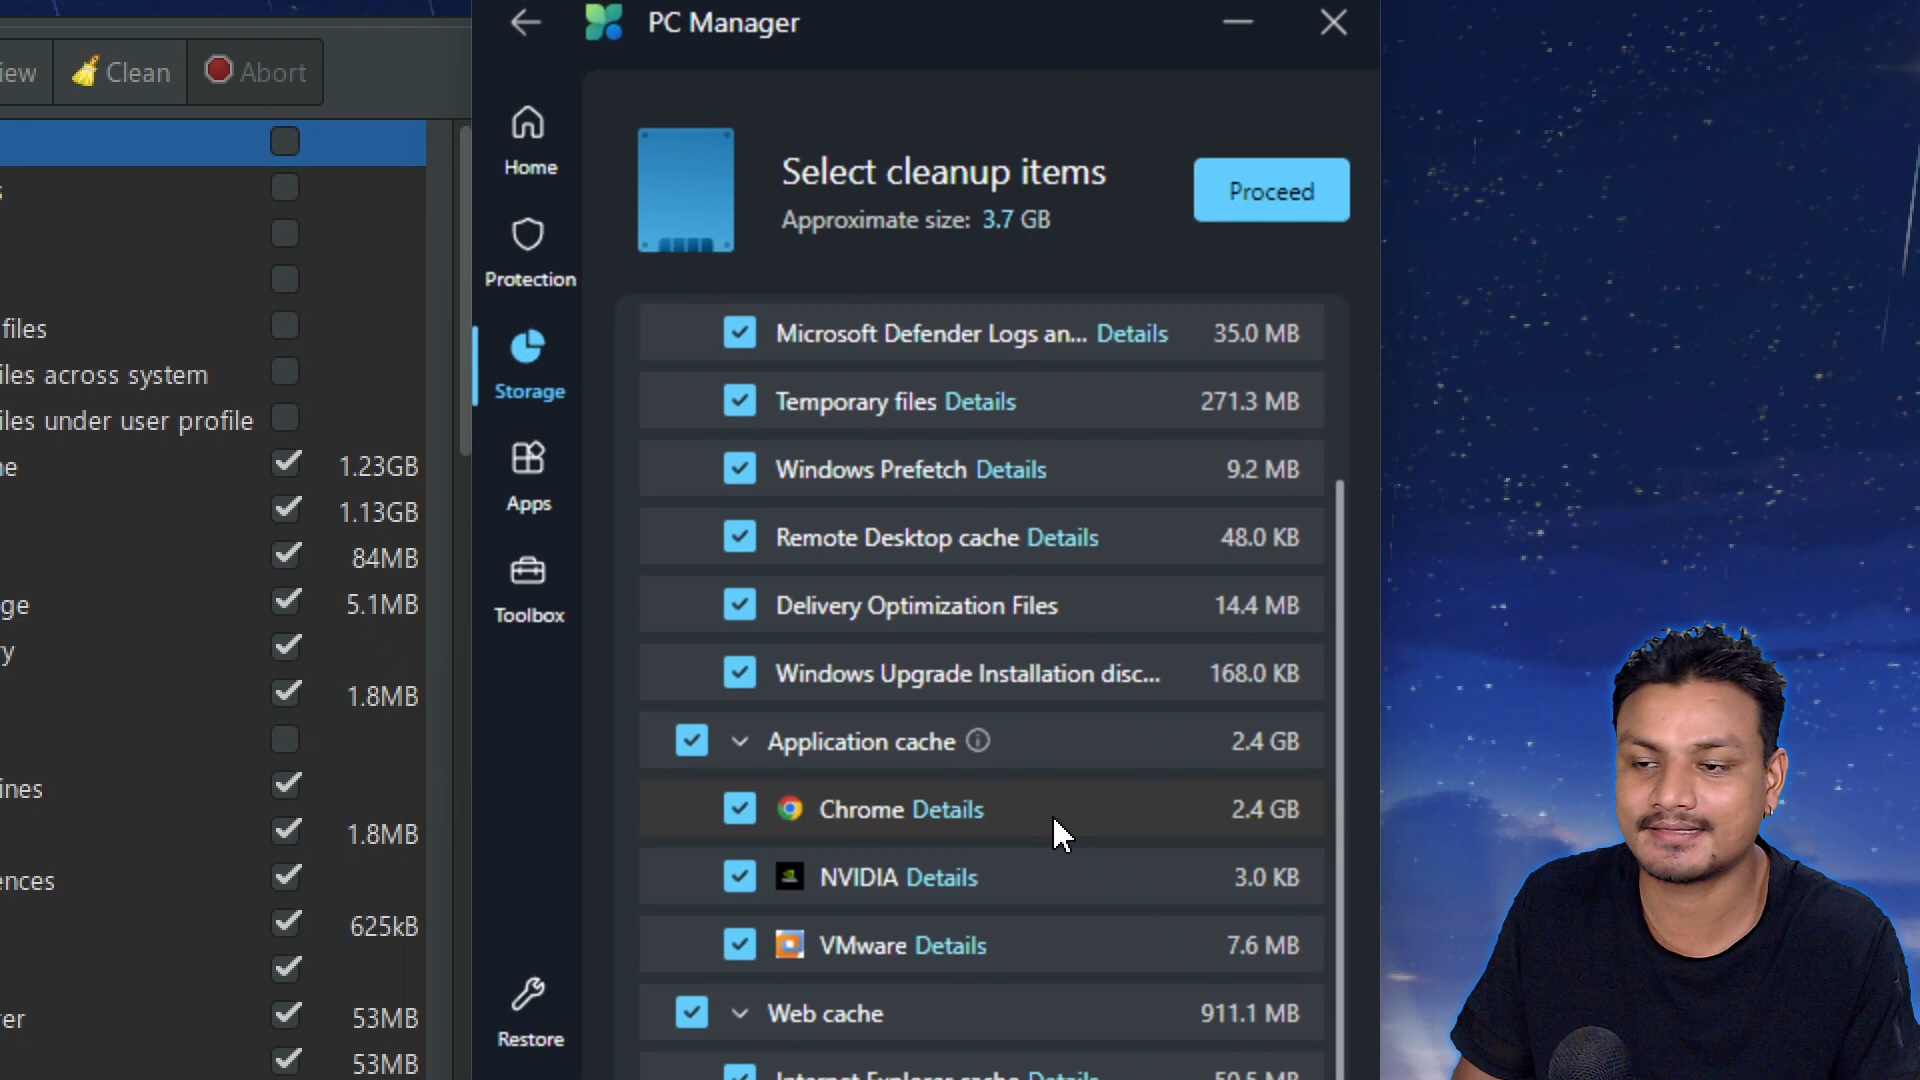 iew
Clean
Abort
s
files
iles across system
iles under user profile
ne
1.23GB
1.13GB
84MB
ge
5.1MB
ry
1.8MB
ines
1.8MB
ences
625kB
rer
53MB
53MB
PC Manager
Home
Protection
Storage
Apps
Toolbox
Restore
Select cleanup items
Approximate size: 3.7 GB
Proceed
Microsoft Defender Logs an... Details 35.0 MB
Temporary files Details 271.3 MB
Windows Prefetch Details 9.2 MB
Remote Desktop cache Details 48.0 KB
Delivery Optimization Files 14.4 MB
Windows Upgrade Installation disc... 168.0 KB
Application cache 2.4 GB
Chrome Details 2.4 GB
NVIDIA Details 3.0 KB
VMware Details 7.6 MB
Web cache 911.1 MB
Internet Explorer cache Details 50.5 MB